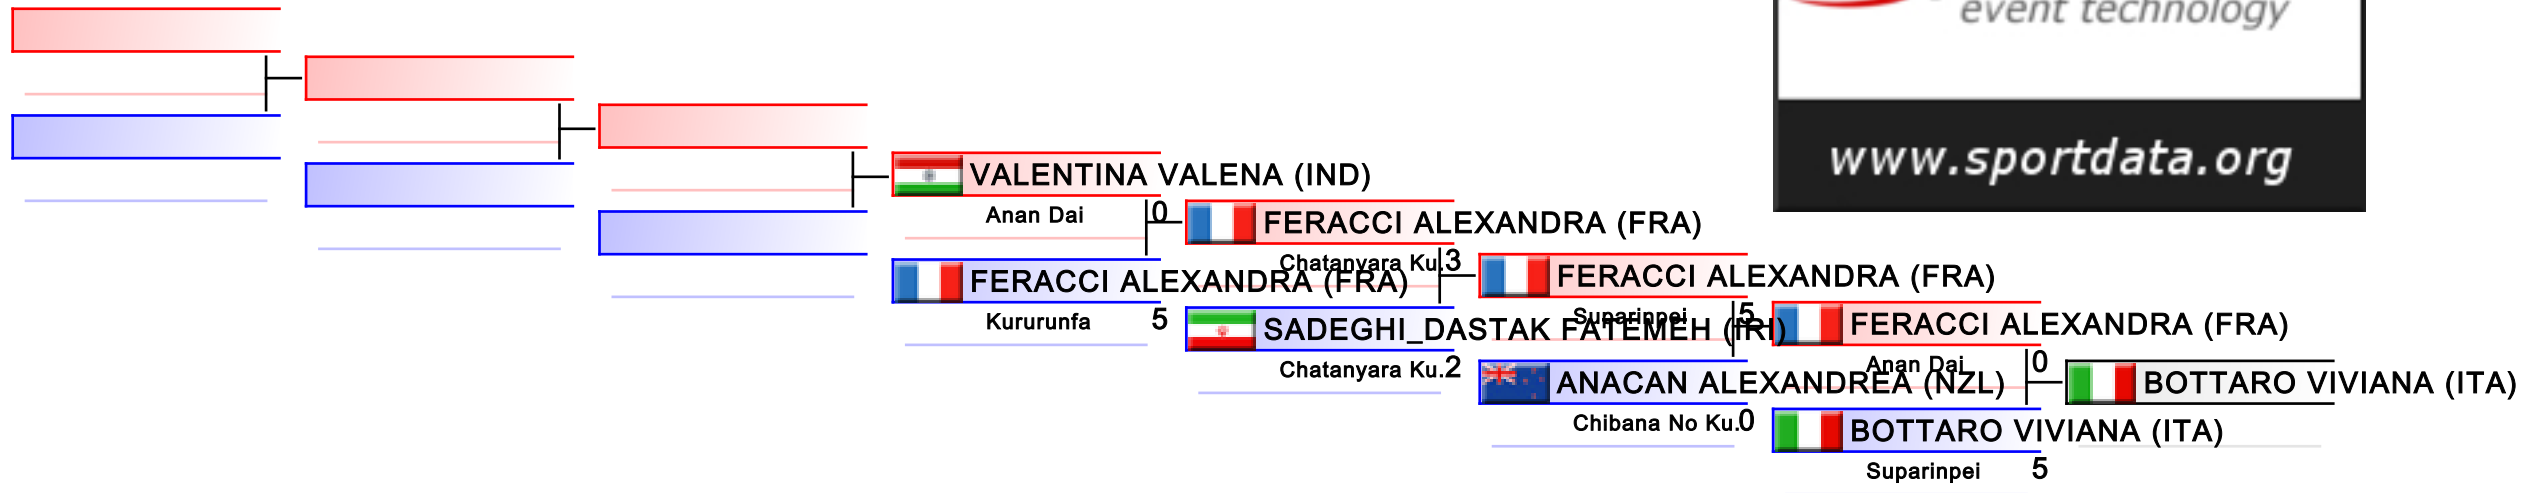 event technology
www.sportdata.org
VALENTINA VALENA (IND)
Anan Dai
0
FERACCI ALEXANDRA (FRA)
Kururunfa
5
FERACCI ALEXANDRA (FRA)
Chatanyara Ku.
3
SADEGHI_DASTAK FATEMEH (IRI)
Chatanyara Ku.
2
FERACCI ALEXANDRA (FRA)
Suparinpei
5
ANACAN ALEXANDREA (NZL)
Chibana No Ku.
0
FERACCI ALEXANDRA (FRA)
Anan Dai
0
BOTTARO VIVIANA (ITA)
Suparinpei
5
BOTTARO VIVIANA (ITA)